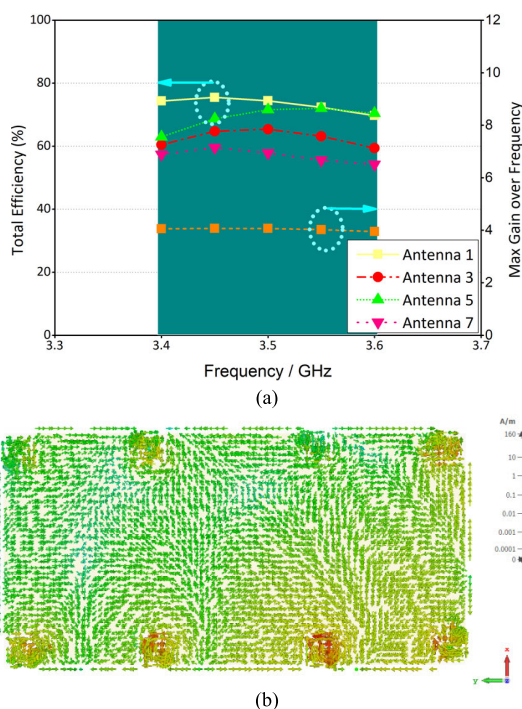 100
80
60
40
20
0
Total Efficiency (%)
12
10
8
6
4
2
0
Max Gain over Frequency
Antenna 1
Antenna 3
Antenna 5
Antenna 7
3.3
3.4
3.5
3.6
3.7
Frequency / GHz
(a)
A/m
160
10
1
0.1
0.01
0.001
0.0001
0
x
y
(b)